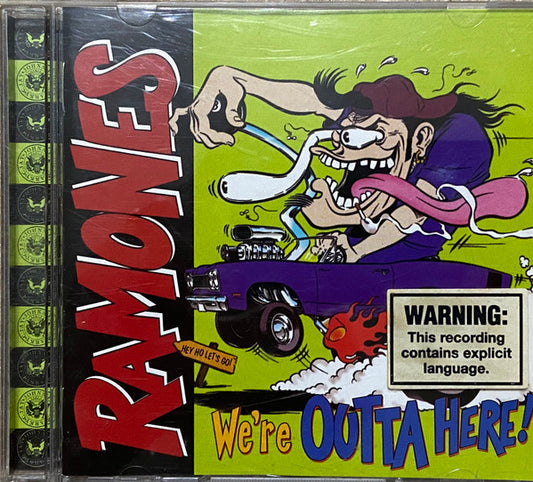 RAMONES
HEY HO LET'S GO!
WARNING:
This recording
contains explicit
language.
We're OUTTA HERE!